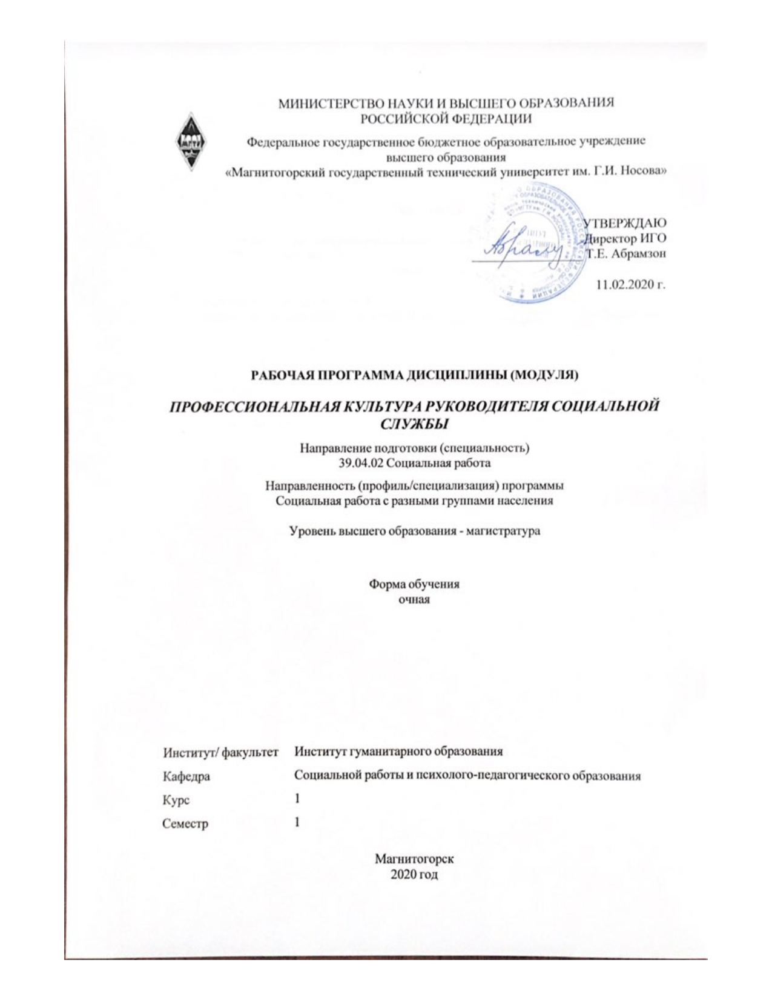 МИНИСТЕРСТВО НАУКИ И ВЫСШЕГО ОБРАЗОВАНИЯ
РОССИЙСКОЙ ФЕДЕРАЦИИ
Федеральное государственное бюджетное образовательное учреждение
высшего образования
«Магнитогорский государственный технический университет им. Г.И. Носова»
УТВЕРЖДАЮ
Директор ИГО
Т.Е. Абрамзон
11.02.2020 г.
РАБОЧАЯ ПРОГРАММА ДИСЦИПЛИНЫ (МОДУЛЯ)
ПРОФЕССИОНАЛЬНАЯ КУЛЬТУРА РУКОВОДИТЕЛЯ СОЦИАЛЬНОЙ
СЛУЖБЫ
Направление подготовки (специальность)
39.04.02 Социальная работа
Направленность (профиль/специализация) программы
Социальная работа с разными группами населения
Уровень высшего образования - магистратура
Форма обучения
очная
Институт/ факультет Институт гуманитарного образования
Кафедра Социальной работы и психолого-педагогического образования
Курс 1
Семестр 1
Магнитогорск
2020 год